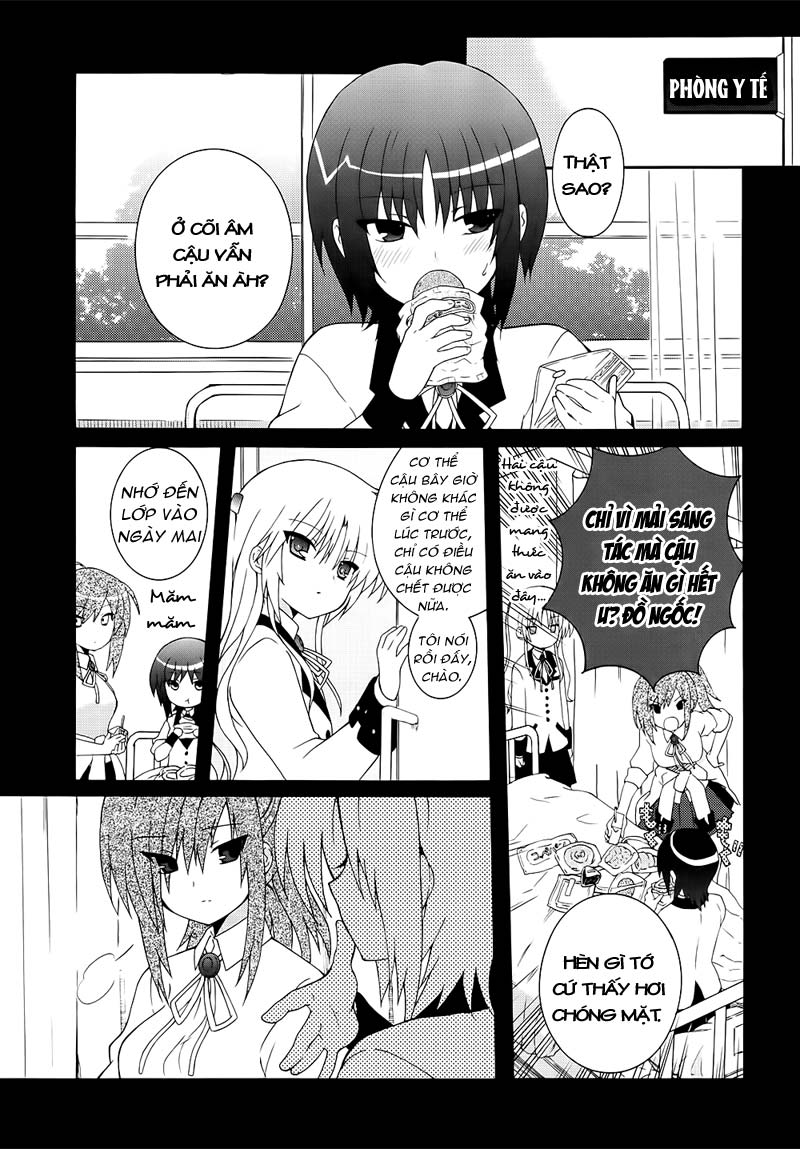 PHÒNG Y TẾ
THẬT
SAO?
Ở CÕI ÂM
CẬU VẪN
PHẢI ĂN ÀH?
CHỈ VÌ MẢI SÁNG
TÁC MÀ CẬU
KHÔNG ĂN GÌ HẾT
Ư? ĐỒ NGỐC!
Hai cậu
không
được
mang
thức
ăn vào
đây...
HÈN GÌ TỚ
CỨ THẤY HƠI
CHÓNG MẶT.
CƠ THỂ
CẬU BÂY GIỜ
KHÔNG KHÁC
GÌ CƠ THỂ
LÚC TRƯỚC,
CHỈ CÓ ĐIỀU
CẬU KHÔNG
CHẾT ĐƯỢC
NỮA.
TÔI NÓI
RỒI ĐẤY,
CHÀO.
NHỚ ĐẾN
LỚP VÀO
NGÀY MAI
Măm
măm